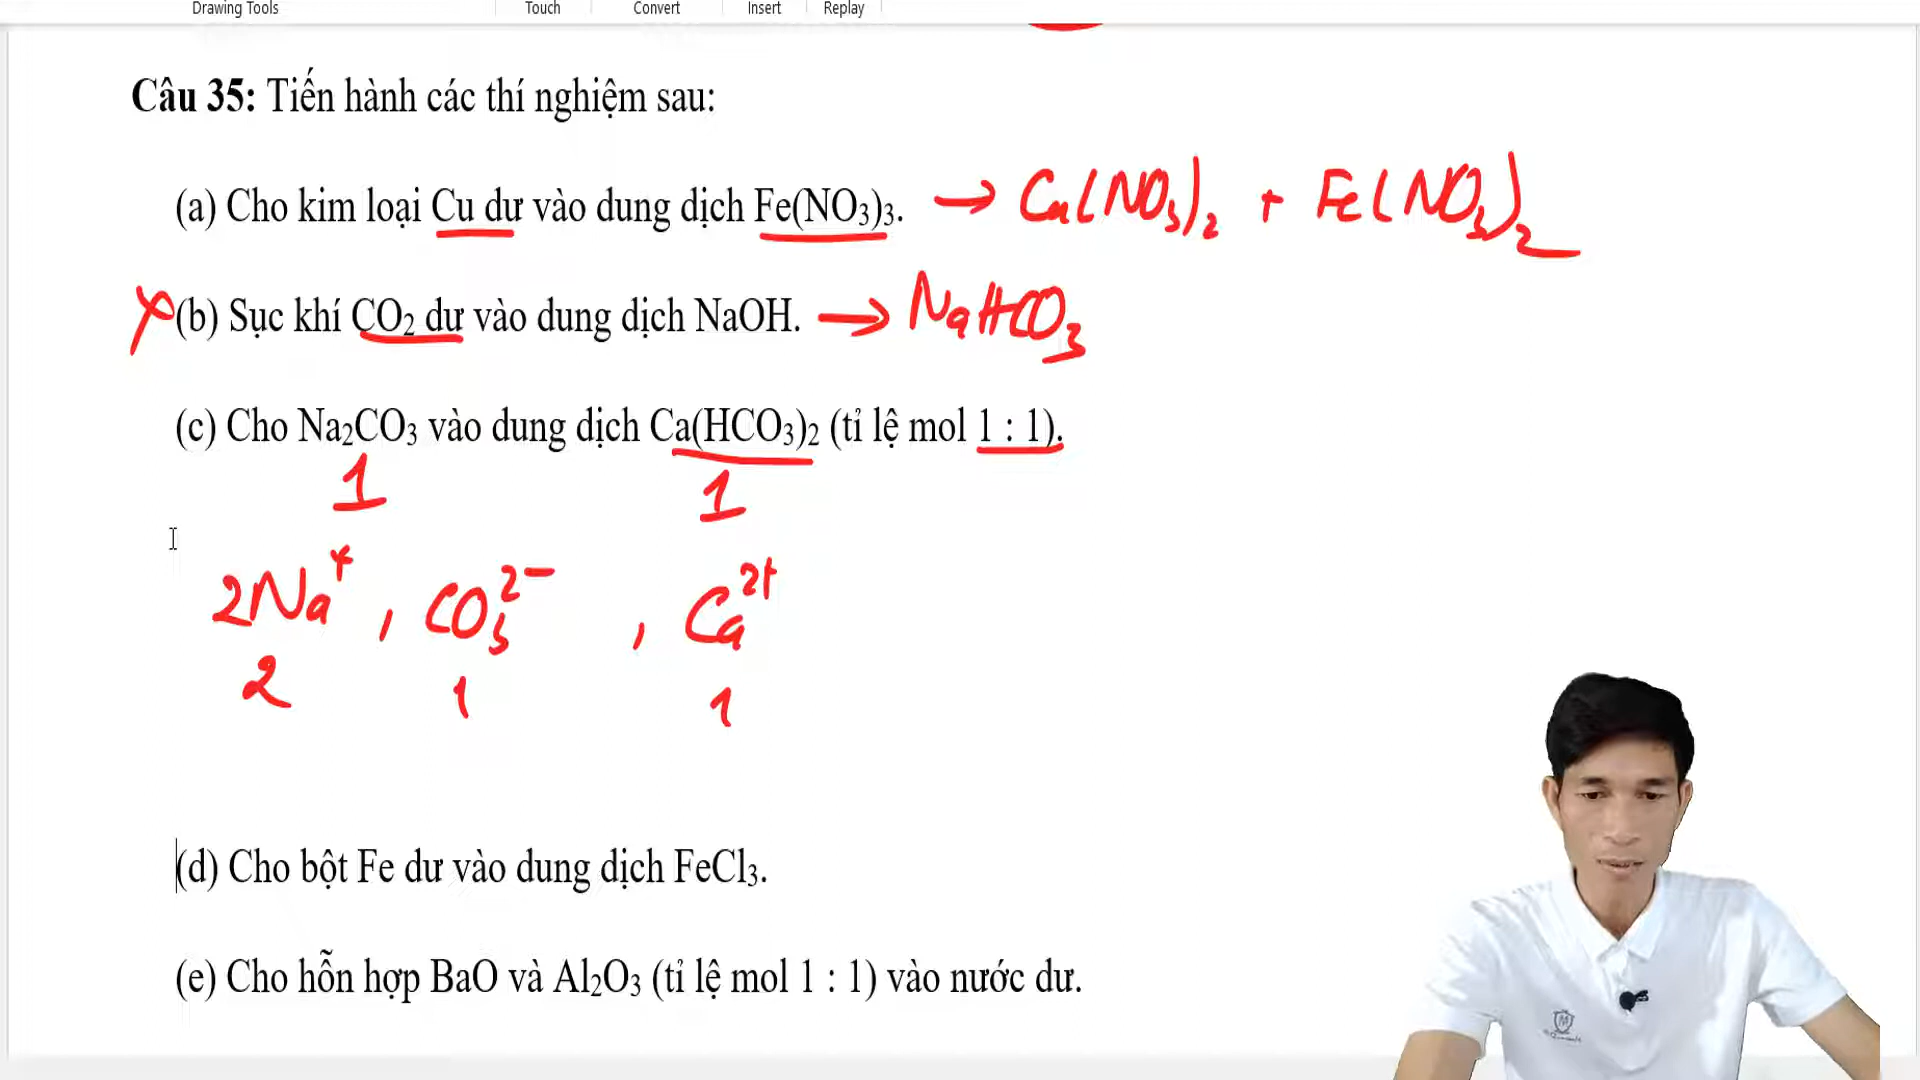 Drawing Tools Touch Convert Insert Replay
Câu 35: Tiến hành các thí nghiệm sau:
(a) Cho kim loại Cu dư vào dung dịch Fe(NO3)3. → Cu(NO3)2 + Fe(NO3)2
(b) Sục khí CO2 dư vào dung dịch NaOH. → NaHCO3
(c) Cho Na2CO3 vào dung dịch Ca(HCO3)2 (tỉ lệ mol 1 : 1).
1 1
2Na+, CO3 2-, Ca2+
2 1 1
(d) Cho bột Fe dư vào dung dịch FeCl3.
(e) Cho hỗn hợp BaO và Al2O3 (tỉ lệ mol 1 : 1) vào nước dư.